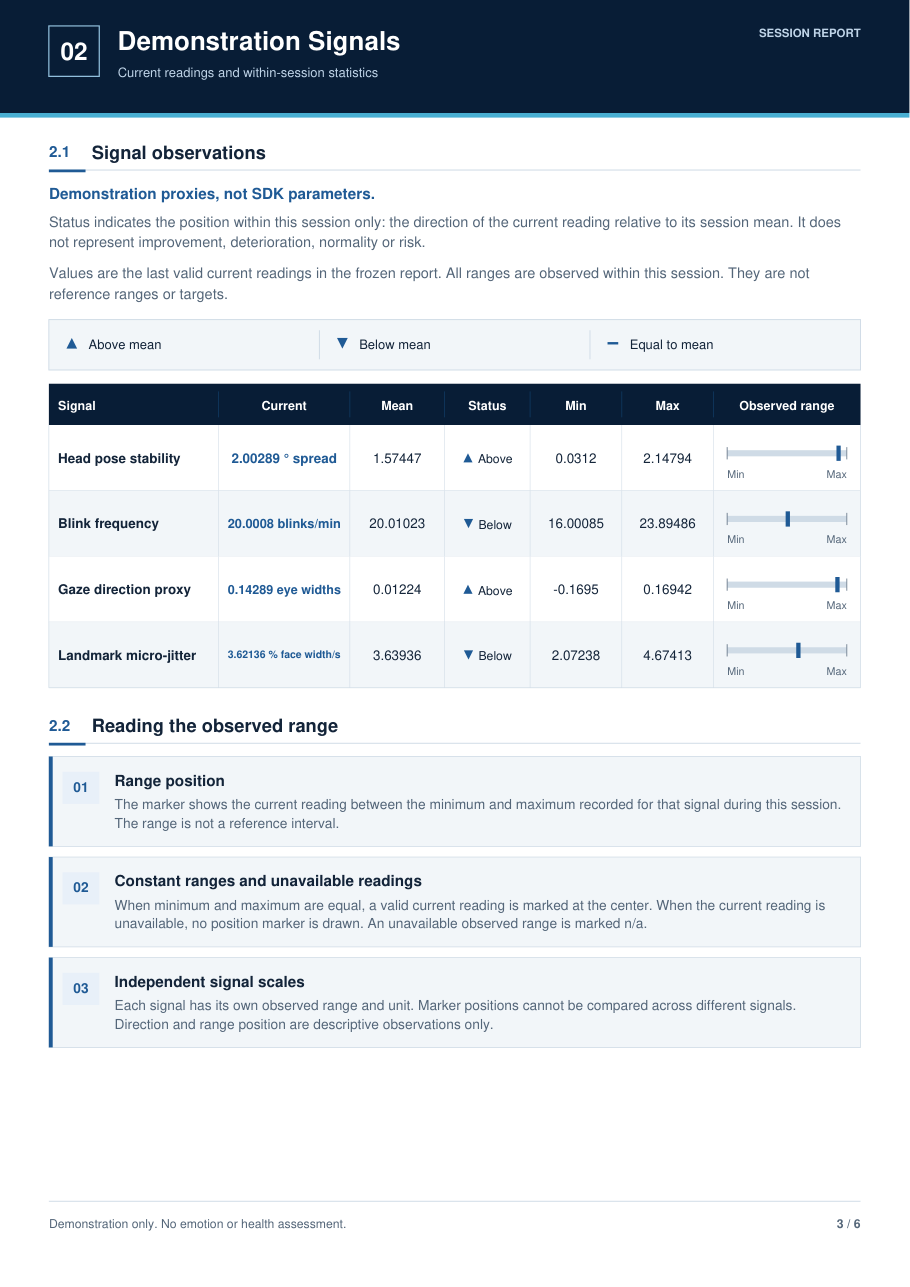 02
Demonstration Signals
Current readings and within-session statistics
SESSION REPORT
2.1 Signal observations
Demonstration proxies, not SDK parameters.
Status indicates the position within this session only: the direction of the current reading relative to its session mean. It does
not represent improvement, deterioration, normality or risk.
Values are the last valid current readings in the frozen report. All ranges are observed within this session. They are not
reference ranges or targets.
▲ Above mean ▼ Below mean − Equal to mean
Signal Current Mean Status Min Max Observed range
Head pose stability 2.00289 ° spread 1.57447 ▲ Above 0.0312 2.14794
Min Max
Blink frequency 20.0008 blinks/min 20.01023 ▼ Below 16.00085 23.89486
Min Max
Gaze direction proxy 0.14289 eye widths 0.01224 ▲ Above -0.1695 0.16942
Min Max
Landmark micro-jitter 3.62136 % face width/s 3.63936 ▼ Below 2.07238 4.67413
Min Max
2.2 Reading the observed range
01 Range position
The marker shows the current reading between the minimum and maximum recorded for that signal during this session.
The range is not a reference interval.
02 Constant ranges and unavailable readings
When minimum and maximum are equal, a valid current reading is marked at the center. When the current reading is
unavailable, no position marker is drawn. An unavailable observed range is marked n/a.
03 Independent signal scales
Each signal has its own observed range and unit. Marker positions cannot be compared across different signals.
Direction and range position are descriptive observations only.
Demonstration only. No emotion or health assessment.
3 / 6